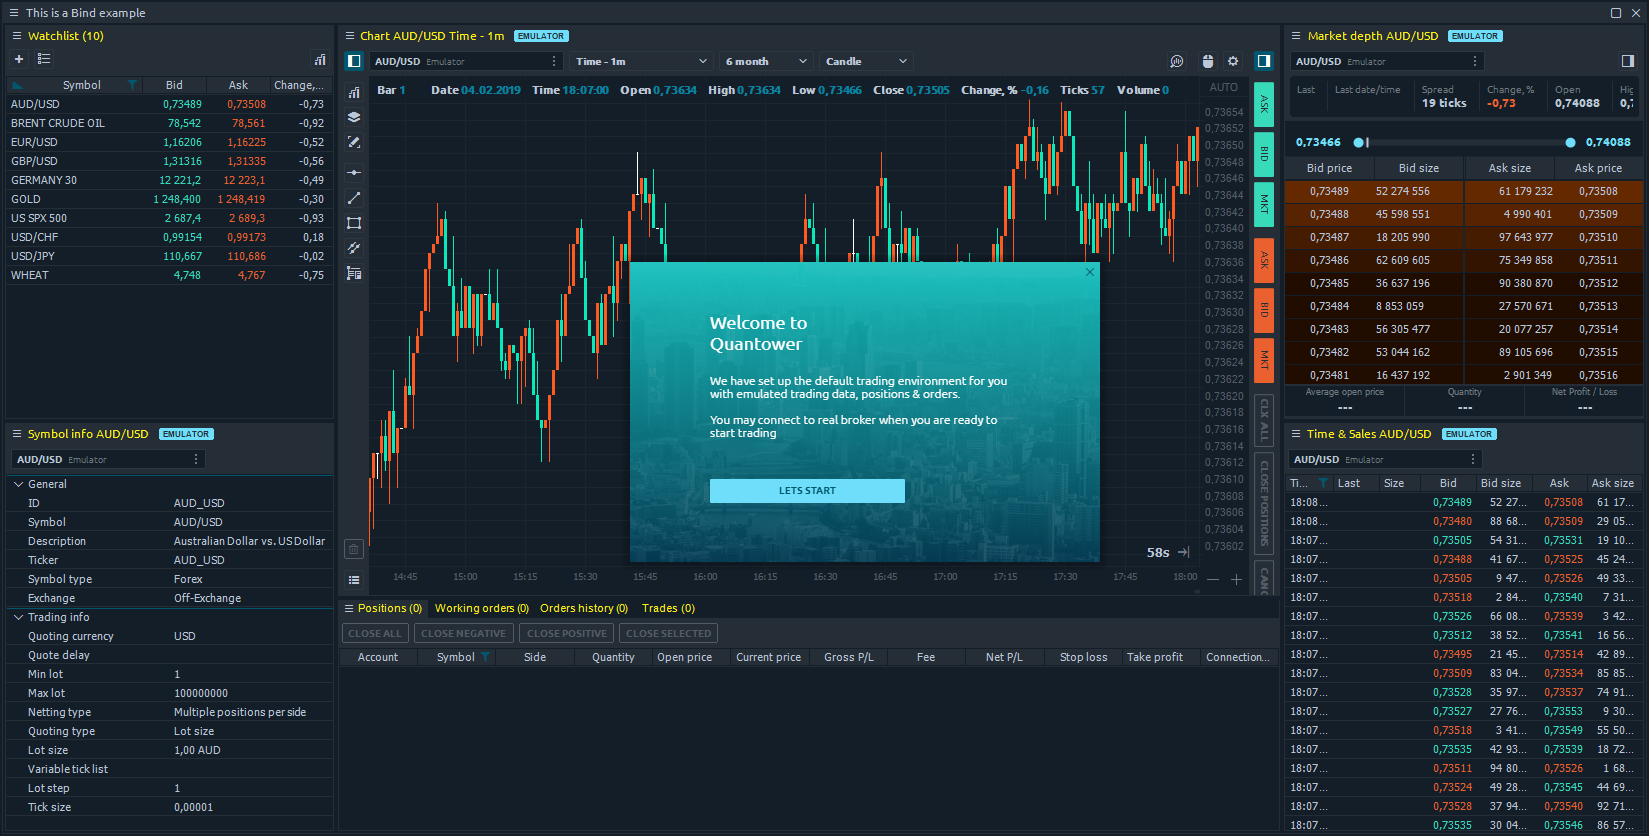 This is a Bind example
Watchlist (10)
Symbol Bid Ask Change,...
AUD/USD 0,73489 0,73508 -0,73
BRENT CRUDE OIL 78,542 78,561 -0,92
EUR/USD 1,16206 1,16225 -0,52
GBP/USD 1,31316 1,31335 -0,56
GERMANY 30 12 221,2 12 223,1 -0,49
GOLD 1 248,400 1 248,419 -0,30
US SPX 500 2 687,4 2 689,3 -0,93
USD/CHF 0,99154 0,99173 0,18
USD/JPY 110,667 110,686 -0,02
WHEAT 4,748 4,767 -0,75
Symbol info AUD/USD EMULATOR
AUD/USD Emulator
General
ID AUD_USD
Symbol AUD/USD
Description Australian Dollar vs. US Dollar
Ticker AUD_USD
Symbol type Forex
Exchange Off-Exchange
Trading info
Quoting currency USD
Quote delay
Min lot 1
Max lot 100000000
Netting type Multiple positions per side
Quoting type Lot size
Lot size 1,00 AUD
Variable tick list
Lot step 1
Tick size 0,00001
Chart AUD/USD Time - 1m EMULATOR
AUD/USD Emulator Time - 1m 6 month Candle
Bar 1 Date 04.02.2019 Time 18:07:00 Open 0,73634 High 0,73634 Low 0,73466 Close 0,73505 Change, % -0,16 Ticks 57 Volume 0
AUTO
0,73654
0,73652
0,73650
0,73648
0,73646
0,73644
0,73642
0,73640
0,73638
0,73636
0,73634
0,73632
0,73630
0,73628
0,73626
0,73624
0,73622
0,73620
0,73618
0,73616
0,73614
0,73612
0,73610
0,73608
0,73606
0,73604
0,73602
58s
14:45 15:00 15:15 15:30 15:45 16:00 16:15 16:30 16:45 17:00 17:15 17:30 17:45 18:00
ASK
BID
MKT
ASK
BID
MKT
CLX ALL
CLOSE POSITIONS
Welcome to
Quantower
We have set up the default trading environment for you
with emulated trading data, positions & orders.
You may connect to real broker when you are ready to
start trading
LETS START
Positions (0) Working orders (0) Orders history (0) Trades (0)
CLOSE ALL CLOSE NEGATIVE CLOSE POSITIVE CLOSE SELECTED
Account Symbol Side Quantity Open price Current price Gross P/L Fee Net P/L Stop loss Take profit Connection...
Market depth AUD/USD EMULATOR
AUD/USD Emulator
Last Last date/time Spread Change, % Open
19 ticks -0,73 0,74088
0,73466 0,74088
Bid price Bid size Ask size Ask price
0,73489 52 274 556 61 179 232 0,73508
0,73488 45 598 551 4 990 401 0,73509
0,73487 18 205 990 97 643 977 0,73510
0,73486 62 609 605 75 349 858 0,73511
0,73485 36 637 196 90 380 870 0,73512
0,73484 8 853 059 27 570 671 0,73513
0,73483 56 305 477 20 077 257 0,73514
0,73482 53 044 162 89 105 696 0,73515
0,73481 16 437 192 2 901 349 0,73516
Average open price Quantity Net Profit / Loss
--- --- ---
Time & Sales AUD/USD EMULATOR
AUD/USD Emulator
Ti... Last Size Bid Bid size Ask Ask size
18:08... 0,73489 52 27... 0,73508 61 17...
18:08... 0,73480 88 68... 0,73509 29 05...
18:07... 0,73505 54 31... 0,73531 19 10...
18:07... 0,73488 41 67... 0,73525 45 24...
18:07... 0,73505 9 47... 0,73526 49 33...
18:07... 0,73518 2 84... 0,73540 7 31...
18:07... 0,73526 66 08... 0,73539 3 42...
18:07... 0,73512 38 52... 0,73541 16 56...
18:07... 0,73495 21 45... 0,73514 42 89...
18:07... 0,73509 83 04... 0,73534 85 85...
18:07... 0,73528 35 97... 0,73537 74 91...
18:07... 0,73527 27 76... 0,73553 9 30...
18:07... 0,73518 3 41... 0,73549 55 50...
18:07... 0,73535 42 93... 0,73539 18 72...
18:07... 0,73511 94 80... 0,73526 1 68...
18:07... 0,73524 49 28... 0,73545 44 69...
18:07... 0,73528 37 94... 0,73540 92 71...
18:07... 0,73535 30 04... 0,73546 86 57...